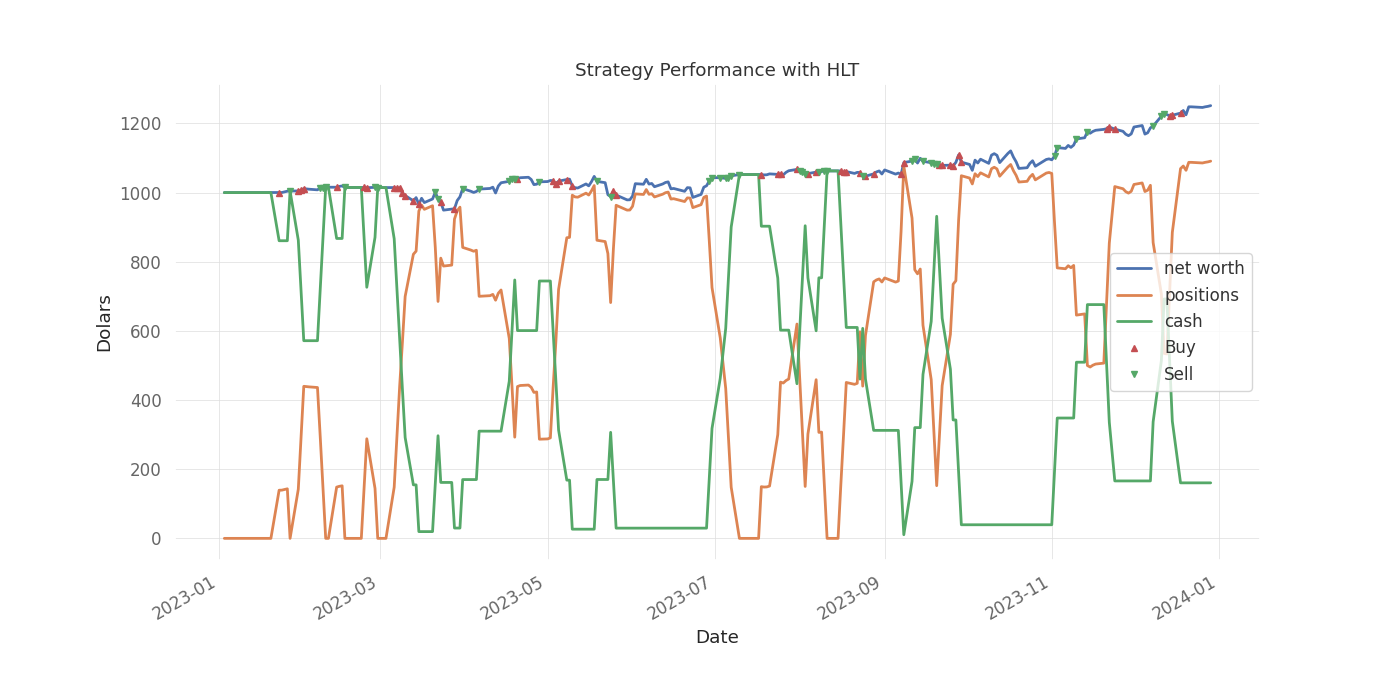 Strategy Performance with HLT
Dolars
1200
1000
800
600
400
200
0
net worth
positions
cash
Buy
Sell
2023-01
2023-03
2023-05
2023-07
2023-09
2023-11
2024-01
Date